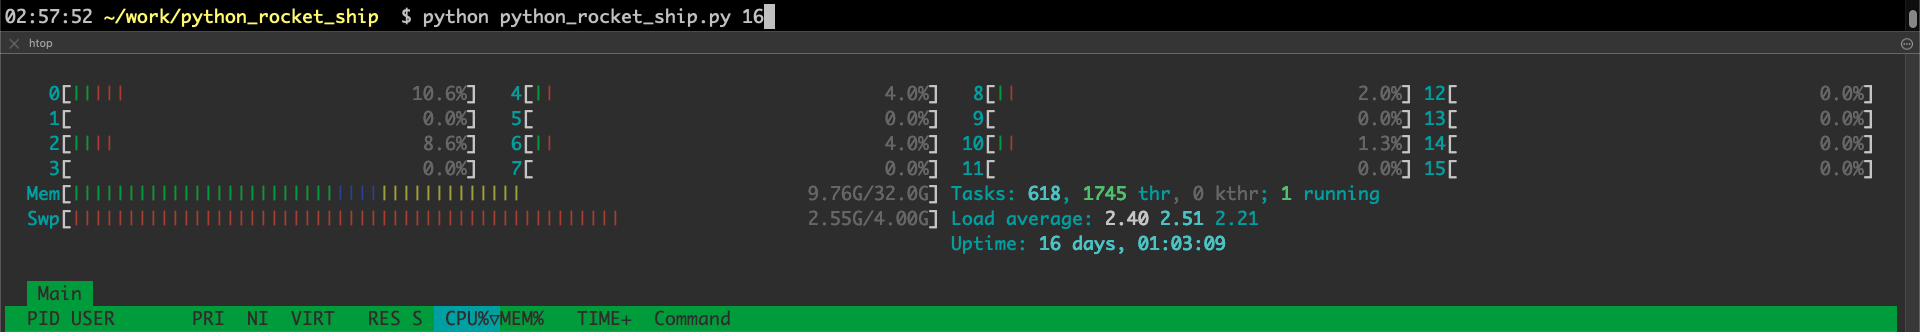 02:57:52 ~/work/python_rocket_ship $ python python_rocket_ship.py 16
htop
0[||||| 10.6%] 4[|| 4.0%] 8[|| 2.0%] 12[ 0.0%]
1[ 0.0%] 5[ 0.0%] 9[ 0.0%] 13[ 0.0%]
2[|||| 8.6%] 6[|| 4.0%] 10[|| 1.3%] 14[ 0.0%]
3[ 0.0%] 7[ 0.0%] 11[ 0.0%] 15[ 0.0%]
Mem[||||||||||||||||||||||||||||||||||||||||| 9.76G/32.0G] Tasks: 618, 1745 thr, 0 kthr; 1 running
Swp[|||||||||||||||||||||||||||||||||||||||||||||||||| 2.55G/4.00G] Load average: 2.40 2.51 2.21
Uptime: 16 days, 01:03:09
Main
PID USER PRI NI VIRT RES S CPU%▽MEM% TIME+ Command